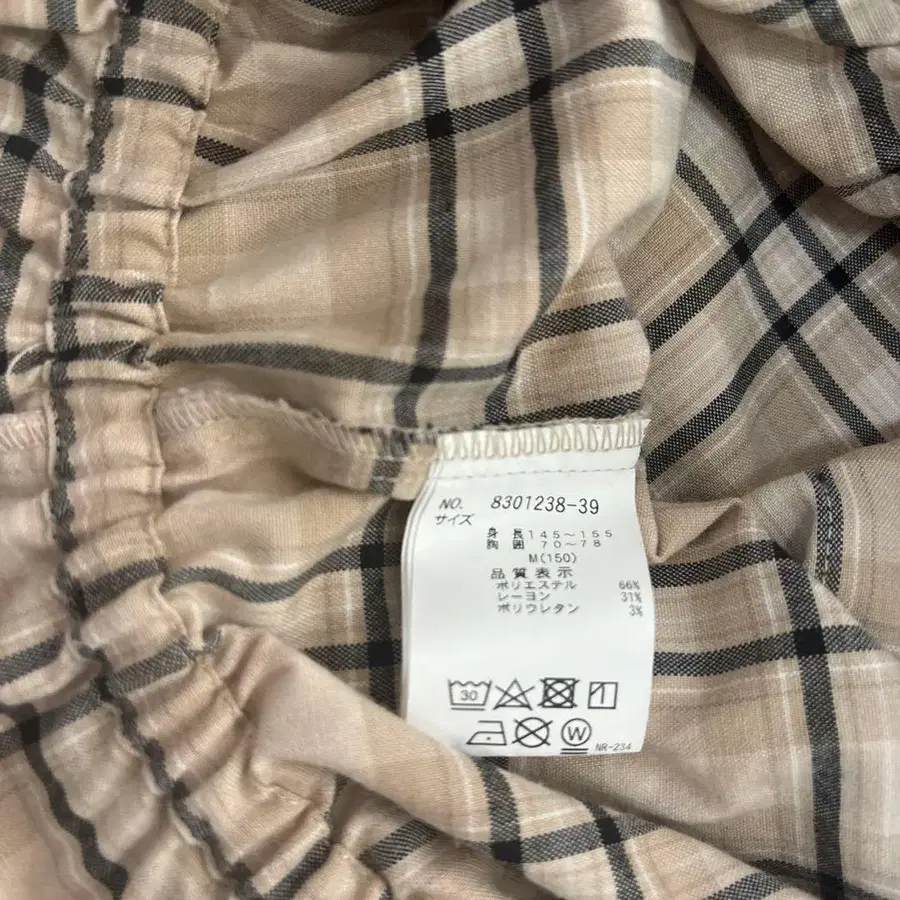 NO. 8301238-39
サイズ
身長145～155
胸囲70～78
M(150)
品質表示
ポリエステル 66%
レーヨン 31%
ポリウレタン 3%
30
W
NR-234